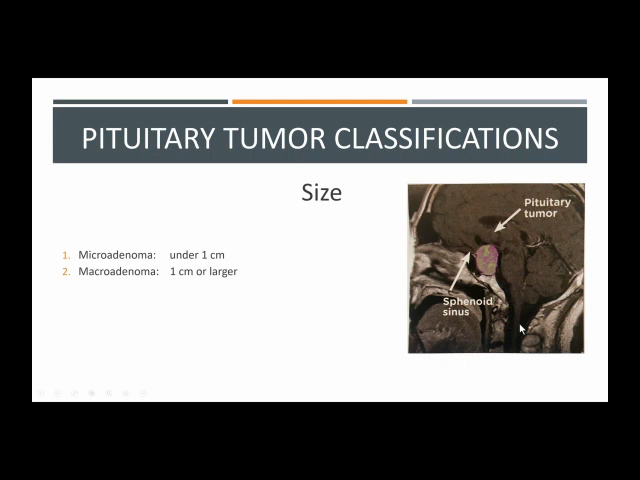 PITUITARY TUMOR CLASSIFICATIONS
Size
1. Microadenoma: under 1 cm
2. Macroadenoma: 1 cm or larger
Pituitary
tumor
Sphenoid
sinus